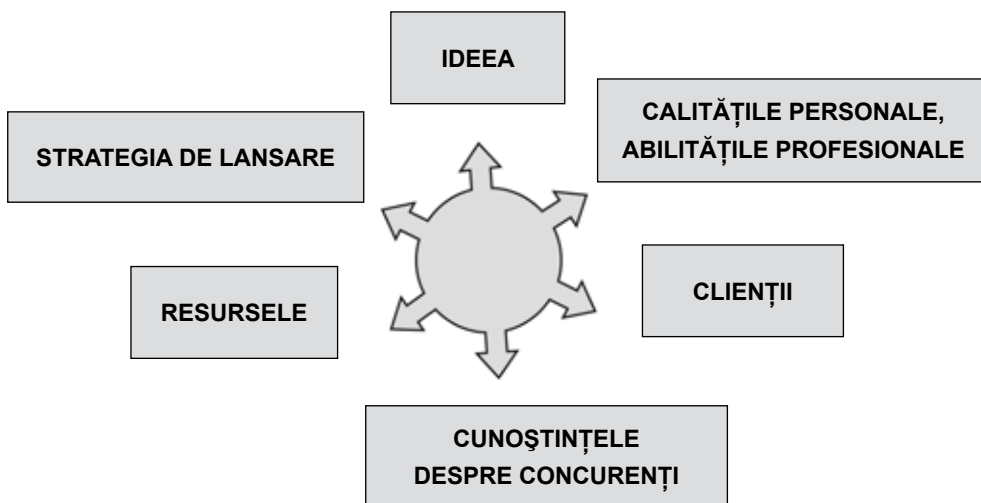 IDEEA
CALITĂȚILE PERSONALE,
ABILITĂȚILE PROFESIONALE
STRATEGIA DE LANSARE
CLIENȚII
RESURSELE
CUNOŞTINȚELE
DESPRE CONCURENȚI